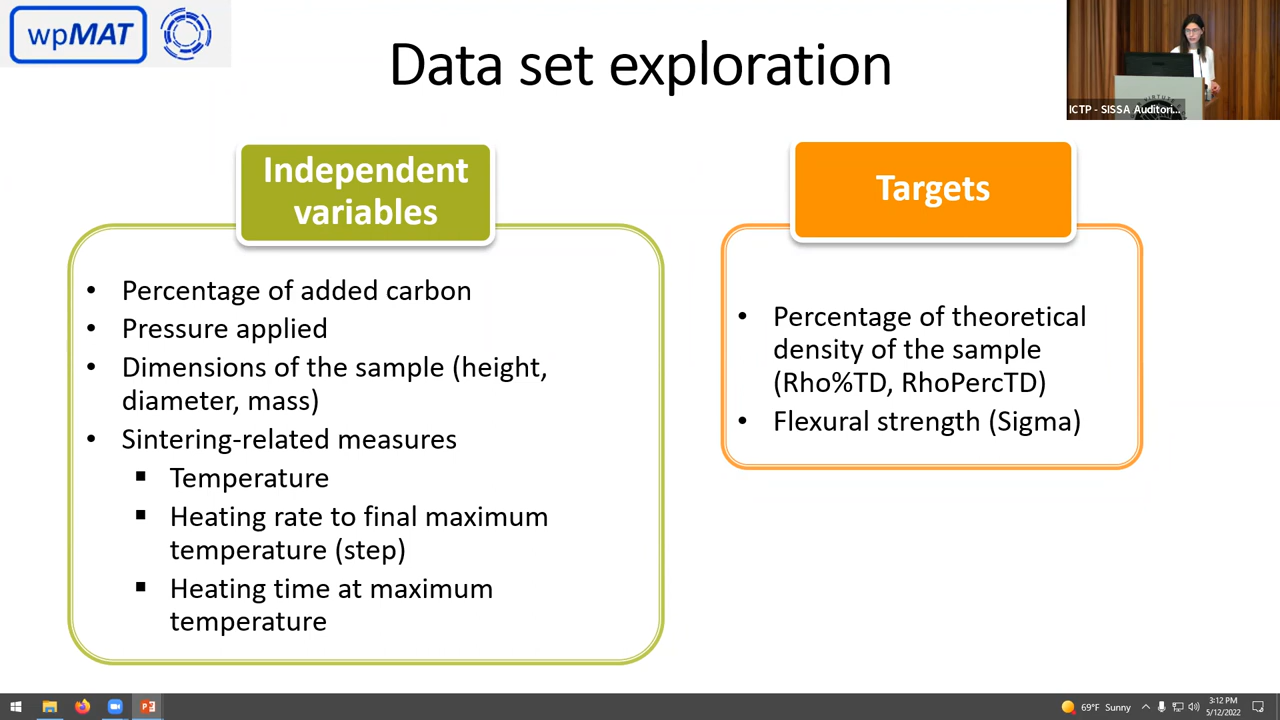 wpMAT
Data set exploration
ICTP - SISSA Auditori...
Independent
variables
• Percentage of added carbon
• Pressure applied
• Dimensions of the sample (height,
diameter, mass)
• Sintering-related measures
▪ Temperature
▪ Heating rate to final maximum
temperature (step)
▪ Heating time at maximum
temperature
Targets
• Percentage of theoretical
density of the sample
(Rho%TD, RhoPercTD)
• Flexural strength (Sigma)
69°F Sunny
3:12 PM
5/12/2022